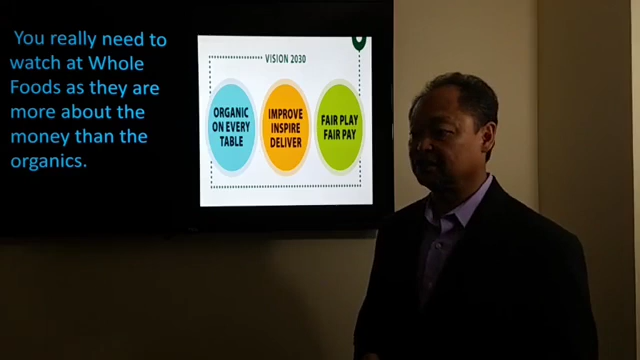 You really need to
watch at Whole
Foods as they are
more about the
money than the
organics.
VISION 2030
ORGANIC
ON EVERY
TABLE
IMPROVE
INSPIRE
DELIVER
FAIR PLAY
FAIR PAY